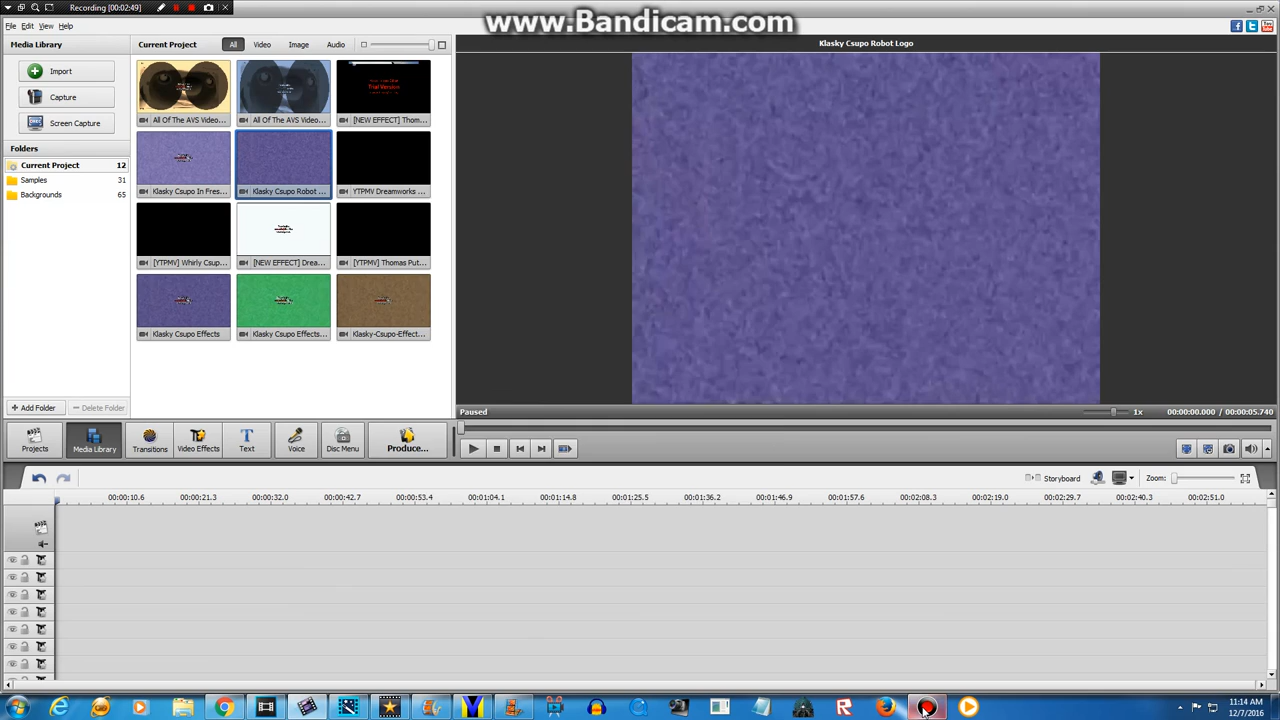 Recording [00:02:49]
www.Bandicam.com
File Edit View Help
Media Library
Import
Capture
Screen Capture
Folders
Current Project 12
Samples 31
Backgrounds 65
Add Folder Delete Folder
Current Project All Video Image Audio
All Of The AVS Video... All Of The AVS Video... [NEW EFFECT] Thom...
Trial Version
Klasky Csupo In Fres... Klasky Csupo Robot ... YTPMV Dreamworks ...
[YTPMV] Whirly Csup... [NEW EFFECT] Drea... [YTPMV] Thomas Put...
Klasky Csupo Effects Klasky Csupo Effects... Klasky-Csupo-Effect...
Klasky Csupo Robot Logo
Paused 1x 00:00:00.000 / 00:00:05.740
Projects Media Library Transitions Video Effects Text Voice Disc Menu Produce...
Storyboard Zoom:
00:00:10.6 00:00:21.3 00:00:32.0 00:00:42.7 00:00:53.4 00:01:04.1 00:01:14.8 00:01:25.5 00:01:36.2 00:01:46.9 00:01:57.6 00:02:08.3 00:02:19.0 00:02:29.7 00:02:40.3 00:02:51.0
11:14 AM
12/7/2016